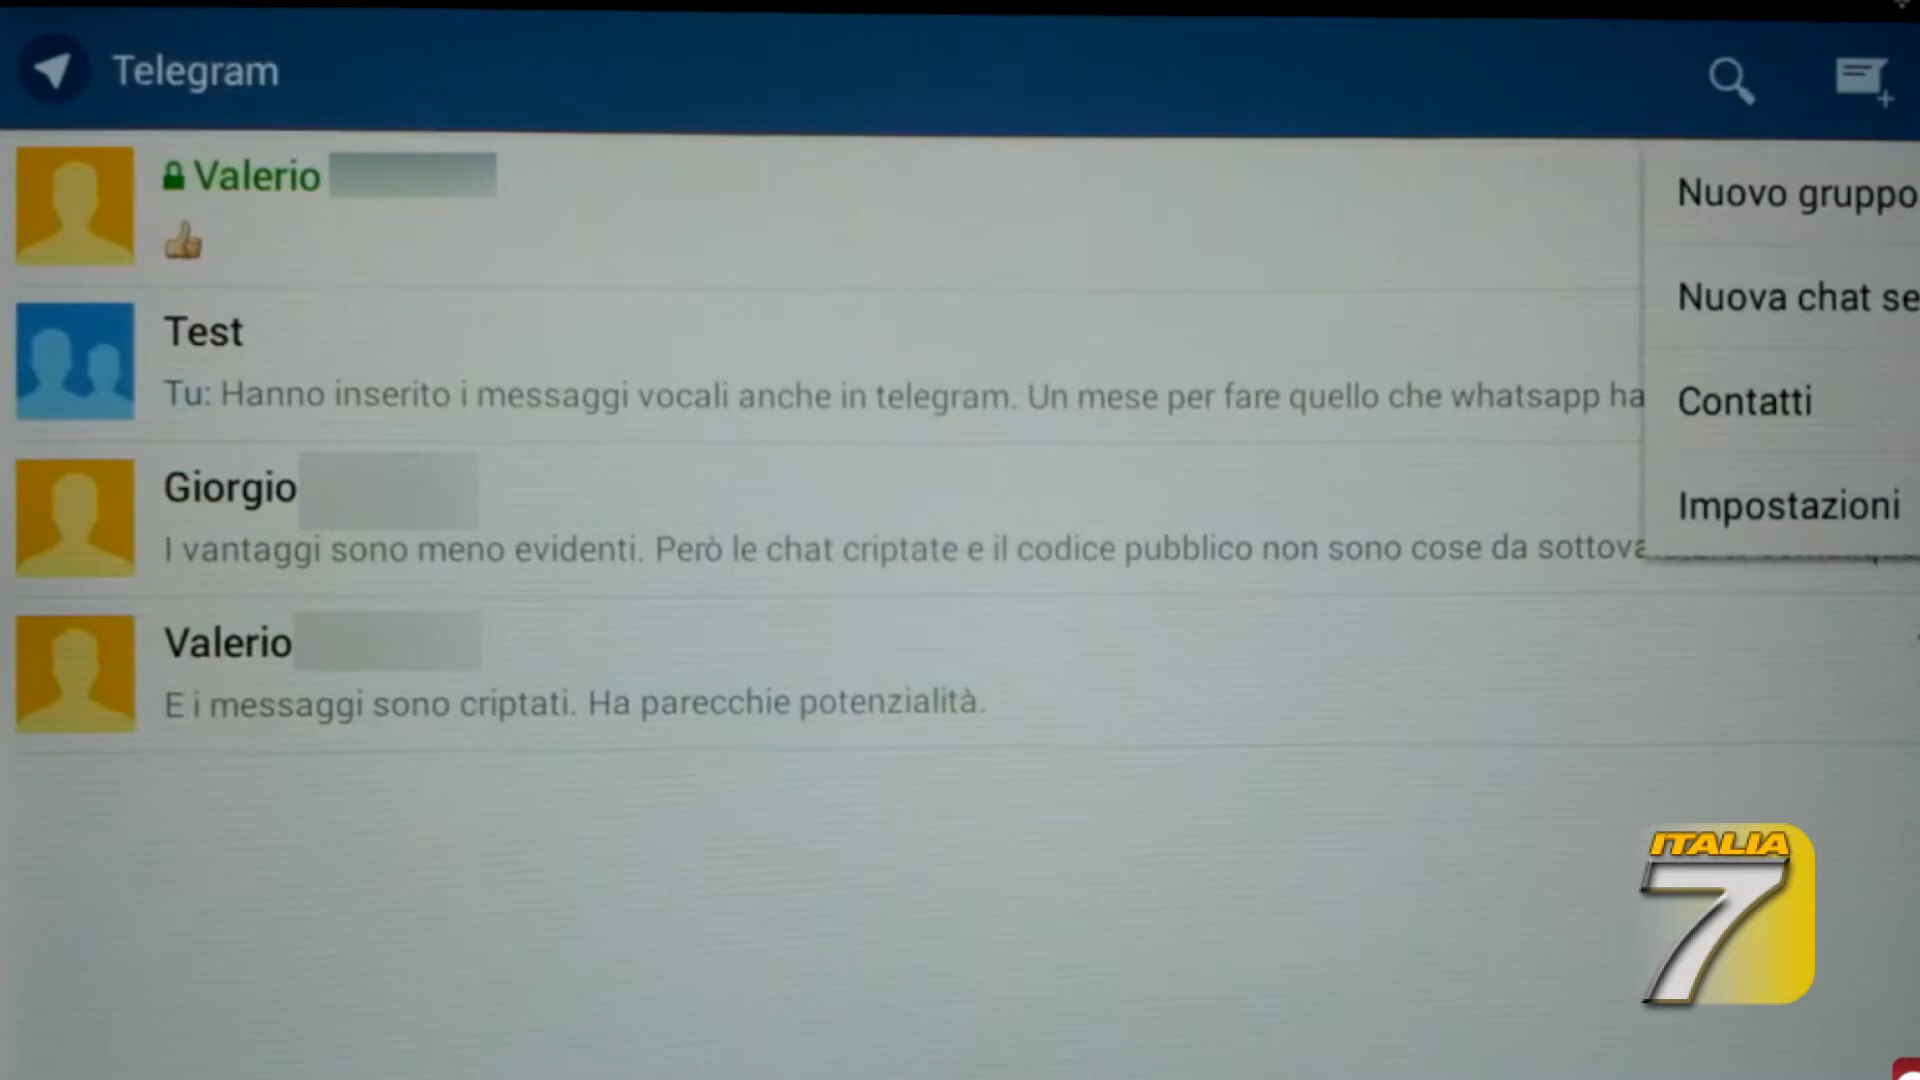 Telegram
Valerio
👍
Nuovo gruppo
Test
Nuova chat se
Tu: Hanno inserito i messaggi vocali anche in telegram. Un mese per fare quello che whatsapp ha
Contatti
Giorgio
Impostazioni
I vantaggi sono meno evidenti. Però le chat criptate e il codice pubblico non sono cose da sottova
Valerio
E i messaggi sono criptati. Ha parecchie potenzialità.
ITALIA
7